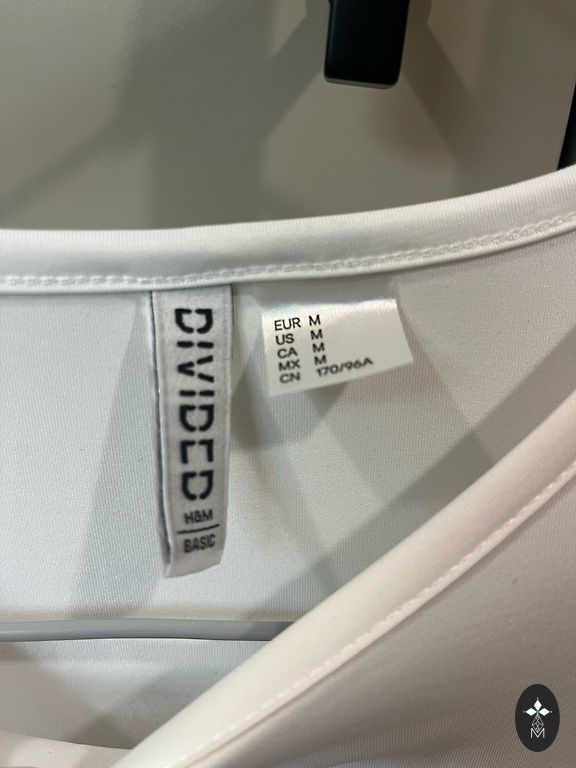 DIVIDED
H&M
BASIC
EUR M
US M
CA M
MX M
CN 170/96A
M